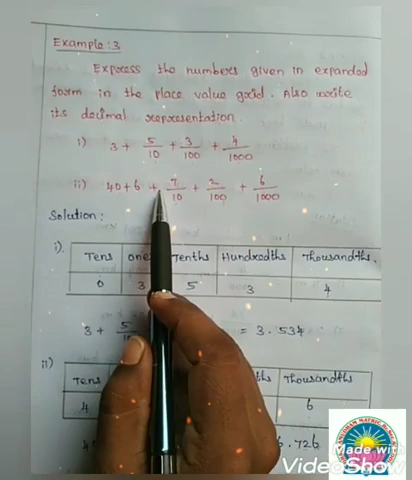 Example:3
Express the numbers given in expanded
form in the place value grid. Also write
its decimal representation.
i) 3 + 5/10 + 3/100 + 4/1000
ii) 40 + 6 + 7/10 + 2/100 + 6/1000
Solution:
i).
Tens Ones Tenths Hundredths Thousandths.
0 3 5 3 4
3 + 5/10 = 3.534
ii)
Tens Thousandths
4 6
6.726
Made with
VideoShow